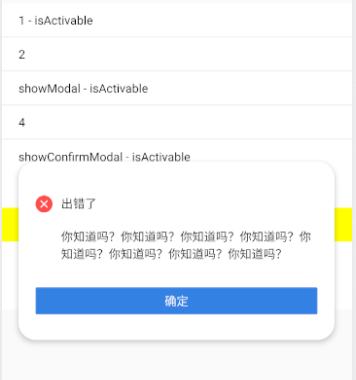 1 - isActivable
2
showModal - isActivable
4
showConfirmModal - isActivable
出错了
你知道吗？你知道吗？你知道吗？你知道吗？你
知道吗？你知道吗？你知道吗？你知道吗？
确定